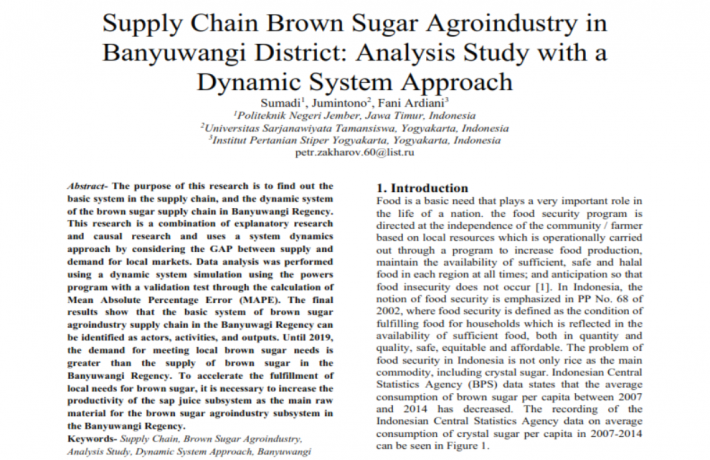 Supply Chain Brown Sugar Agroindustry in
Banyuwangi District: Analysis Study with a
Dynamic System Approach
Sumadi¹, Jumintono², Fani Ardiani³
¹Politeknik Negeri Jember, Jawa Timur, Indonesia
²Universitas Sarjanawiyata Tamansiswa, Yogyakarta, Indonesia
³Institut Pertanian Stiper Yogyakarta, Yogyakarta, Indonesia
petr.zakharov.60@list.ru
Abstract- The purpose of this research is to find out the
basic system in the supply chain, and the dynamic system
of the brown sugar supply chain in Banyuwangi Regency.
This research is a combination of explanatory research
and causal research and uses a system dynamics
approach by considering the GAP between supply and
demand for local markets. Data analysis was performed
using a dynamic system simulation using the powers
program with a validation test through the calculation of
Mean Absolute Percentage Error (MAPE). The final
results show that the basic system of brown sugar
agroindustry supply chain in the Banyuwagi Regency can
be identified as actors, activities, and outputs. Until 2019,
the demand for meeting local brown sugar needs is
greater than the supply of brown sugar in the
Banyuwangi Regency. To accelerate the fulfillment of
local needs for brown sugar, it is necessary to increase the
productivity of the sap juice subsystem as the main raw
material for the brown sugar agroindustry subsystem in
the Banyuwangi Regency.
Keywords- Supply Chain, Brown Sugar Agroindustry,
Analysis Study, Dynamic System Approach, Banyuwangi
1. Introduction
Food is a basic need that plays a very important role in
the life of a nation. the food security program is
directed at the independence of the community / farmer
based on local resources which is operationally carried
out through a program to increase food production,
maintain the availability of sufficient, safe and halal
food in each region at all times; and anticipation so that
food insecurity does not occur [1]. In Indonesia, the
notion of food security is emphasized in PP No. 68 of
2002, where food security is defined as the condition of
fulfilling food for households which is reflected in the
availability of sufficient food, both in quantity and
quality, safe, equitable and affordable. The problem of
food security in Indonesia is not only rice as the main
commodity, including crystal sugar. Indonesian Central
Statistics Agency (BPS) data states that the average
consumption of brown sugar per capita between 2007
and 2014 has decreased. The recording of the
Indonesian Central Statistics Agency data on average
consumption of crystal sugar per capita in 2007-2014
can be seen in Figure 1.